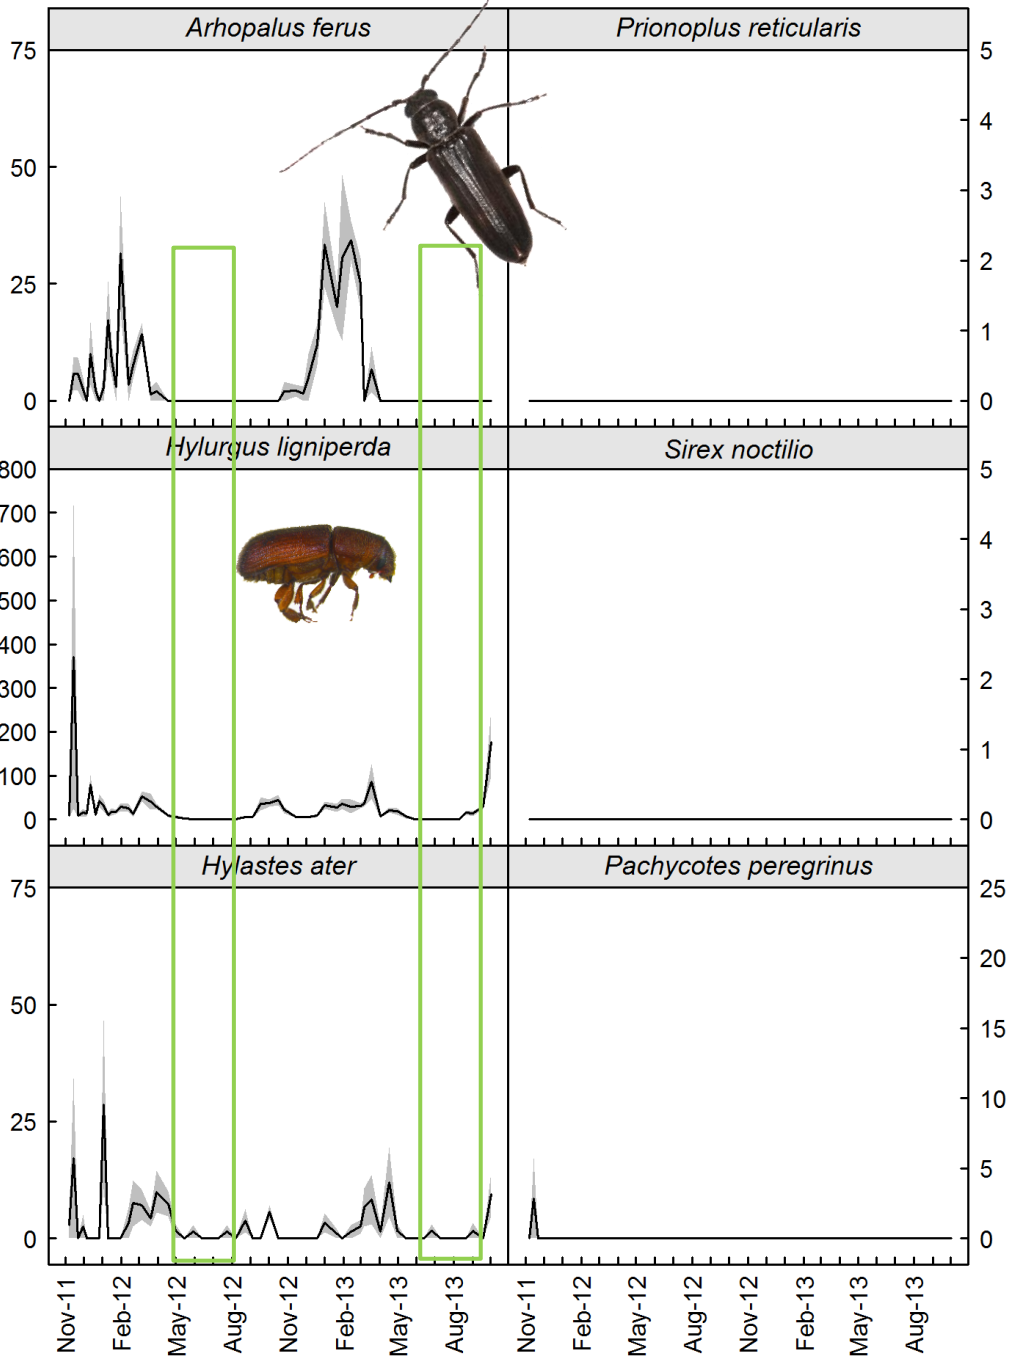 Arhopalus ferus
Prionoplus reticularis
75
50
25
0
5
4
3
2
1
0
Hylurgus ligniperda
Sirex noctilio
800
700
600
500
400
300
200
100
0
5
4
3
2
1
0
Hylastes ater
Pachycotes peregrinus
75
50
25
0
25
20
15
10
5
0
Nov-11
Feb-12
May-12
Aug-12
Nov-12
Feb-13
May-13
Aug-13
Nov-11
Feb-12
May-12
Aug-12
Nov-12
Feb-13
May-13
Aug-13